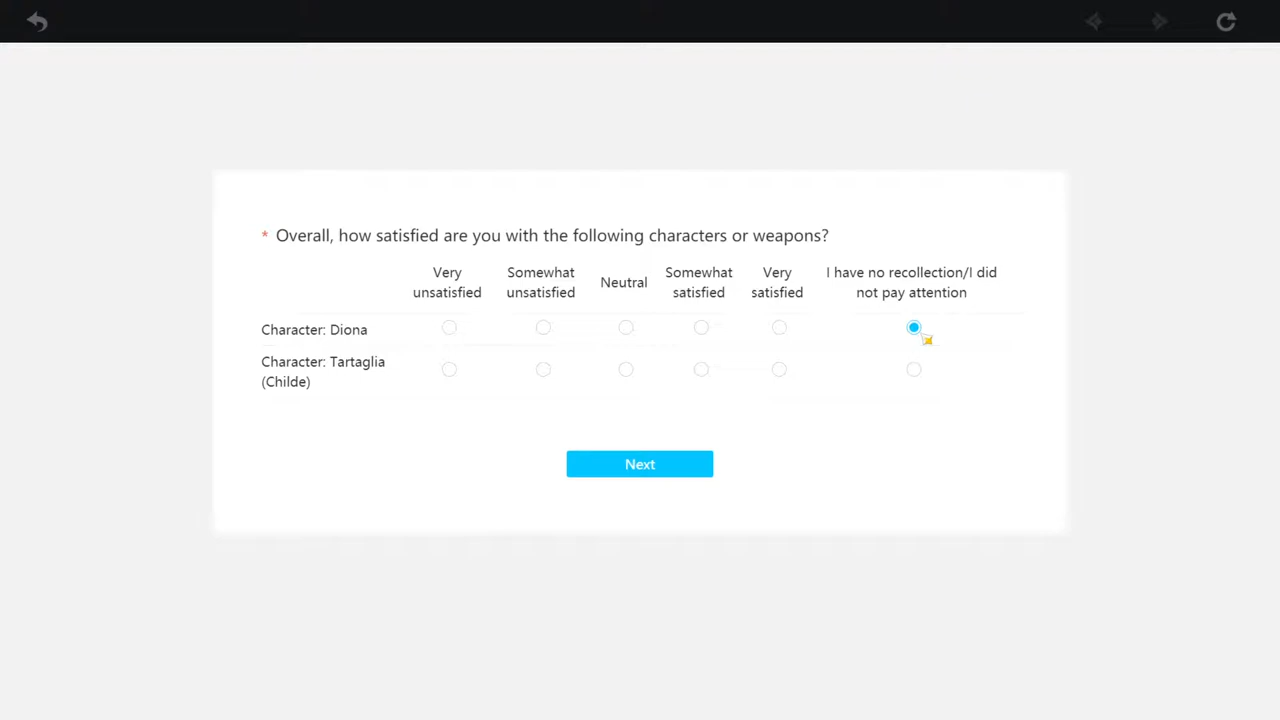 * Overall, how satisfied are you with the following characters or weapons?
Very unsatisfied
Somewhat unsatisfied
Neutral
Somewhat satisfied
Very satisfied
I have no recollection/I did not pay attention
Character: Diona
Character: Tartaglia
(Childe)
Next